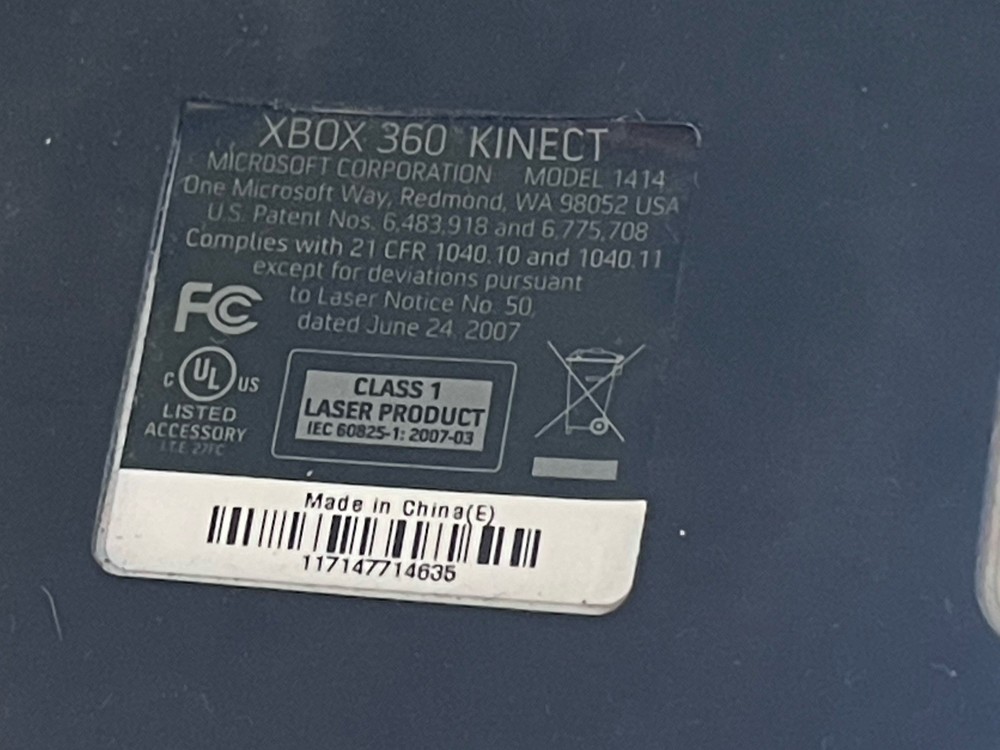 XBOX 360 KINECT
MICROSOFT CORPORATION MODEL 1414
One Microsoft Way, Redmond, WA 98052 USA
U.S. Patent Nos. 6,483,918 and 6,775,708
Complies with 21 CFR 1040.10 and 1040.11
except for deviations pursuant
to Laser Notice No. 50,
dated June 24, 2007
FC
C UL US
LISTED
ACCESSORY
I.T.E. 27FC
CLASS 1
LASER PRODUCT
IEC 60825-1: 2007-03
Made in China(E)
117147714635